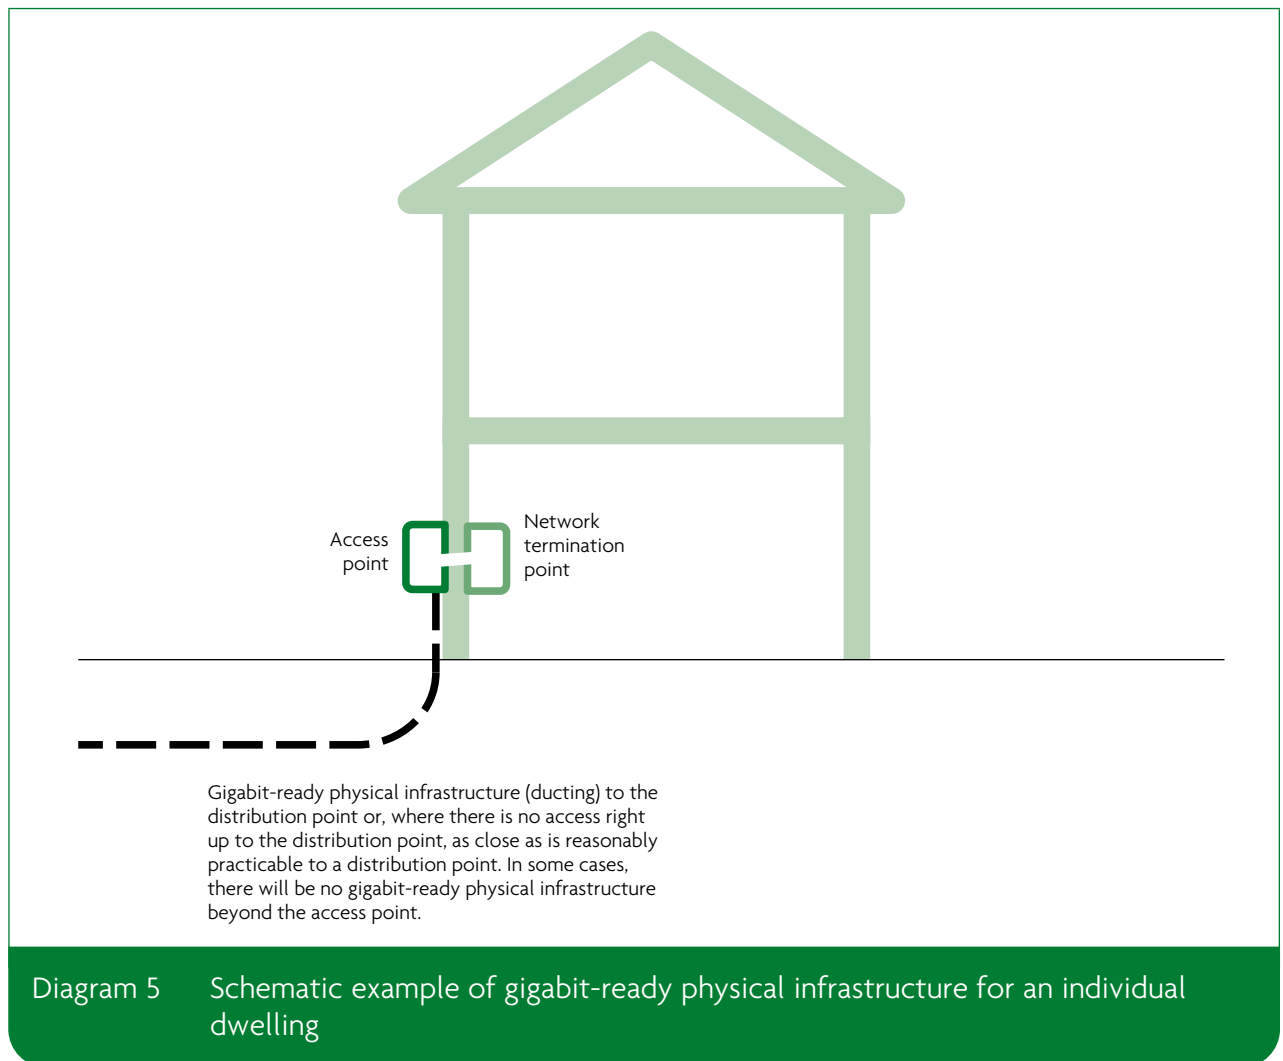 Access
point
Network
termination
point
Gigabit-ready physical infrastructure (ducting) to the
distribution point or, where there is no access right
up to the distribution point, as close as is reasonably
practicable to a distribution point. In some cases,
there will be no gigabit-ready physical infrastructure
beyond the access point.
Diagram 5 Schematic example of gigabit-ready physical infrastructure for an individual
dwelling